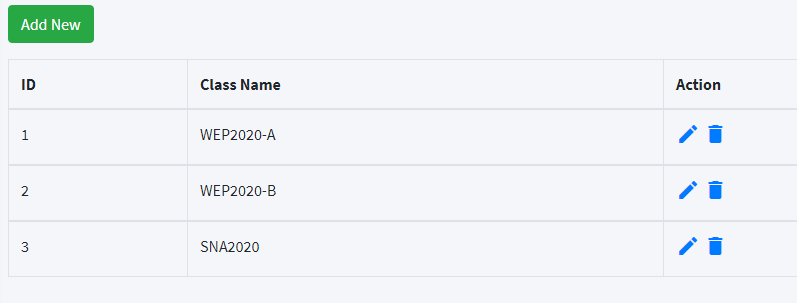 Add New
ID Class Name Action
1 WEP2020-A
2 WEP2020-B
3 SNA2020